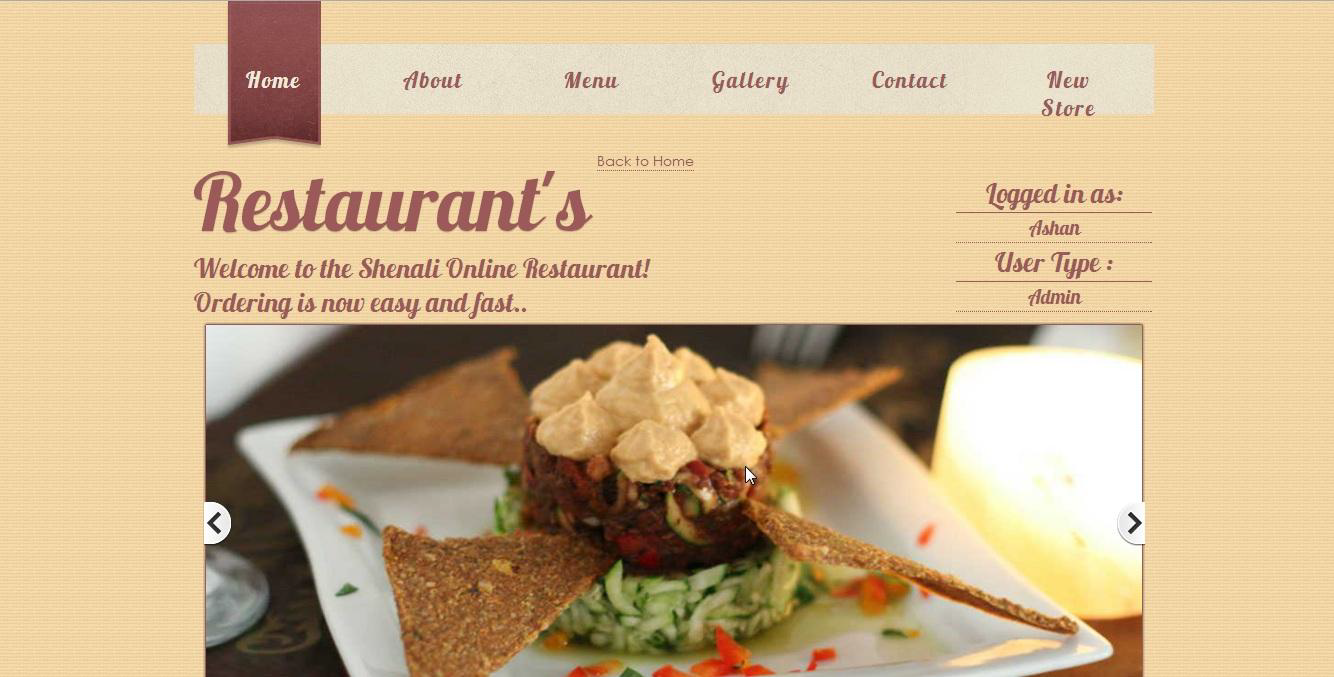 Home
About
Menu
Gallery
Contact
New
Store
Back to Home
Restaurant's
Welcome to the Shenali Online Restaurant!
Ordering is now easy and fast..
Logged in as:
Ashan
User Type :
Admin